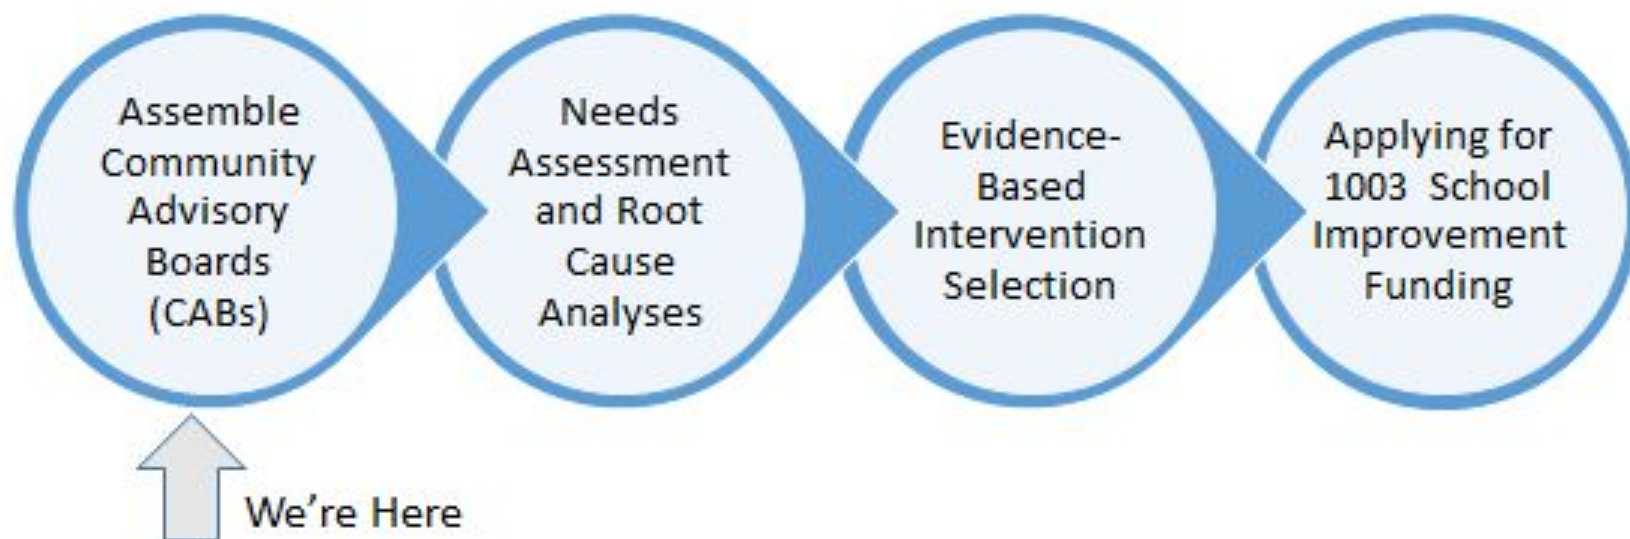 Assemble
Community
Advisory
Boards
(CABs)
Needs
Assessment
and Root
Cause
Analyses
Evidence-
Based
Intervention
Selection
Applying for
1003 School
Improvement
Funding
We're Here